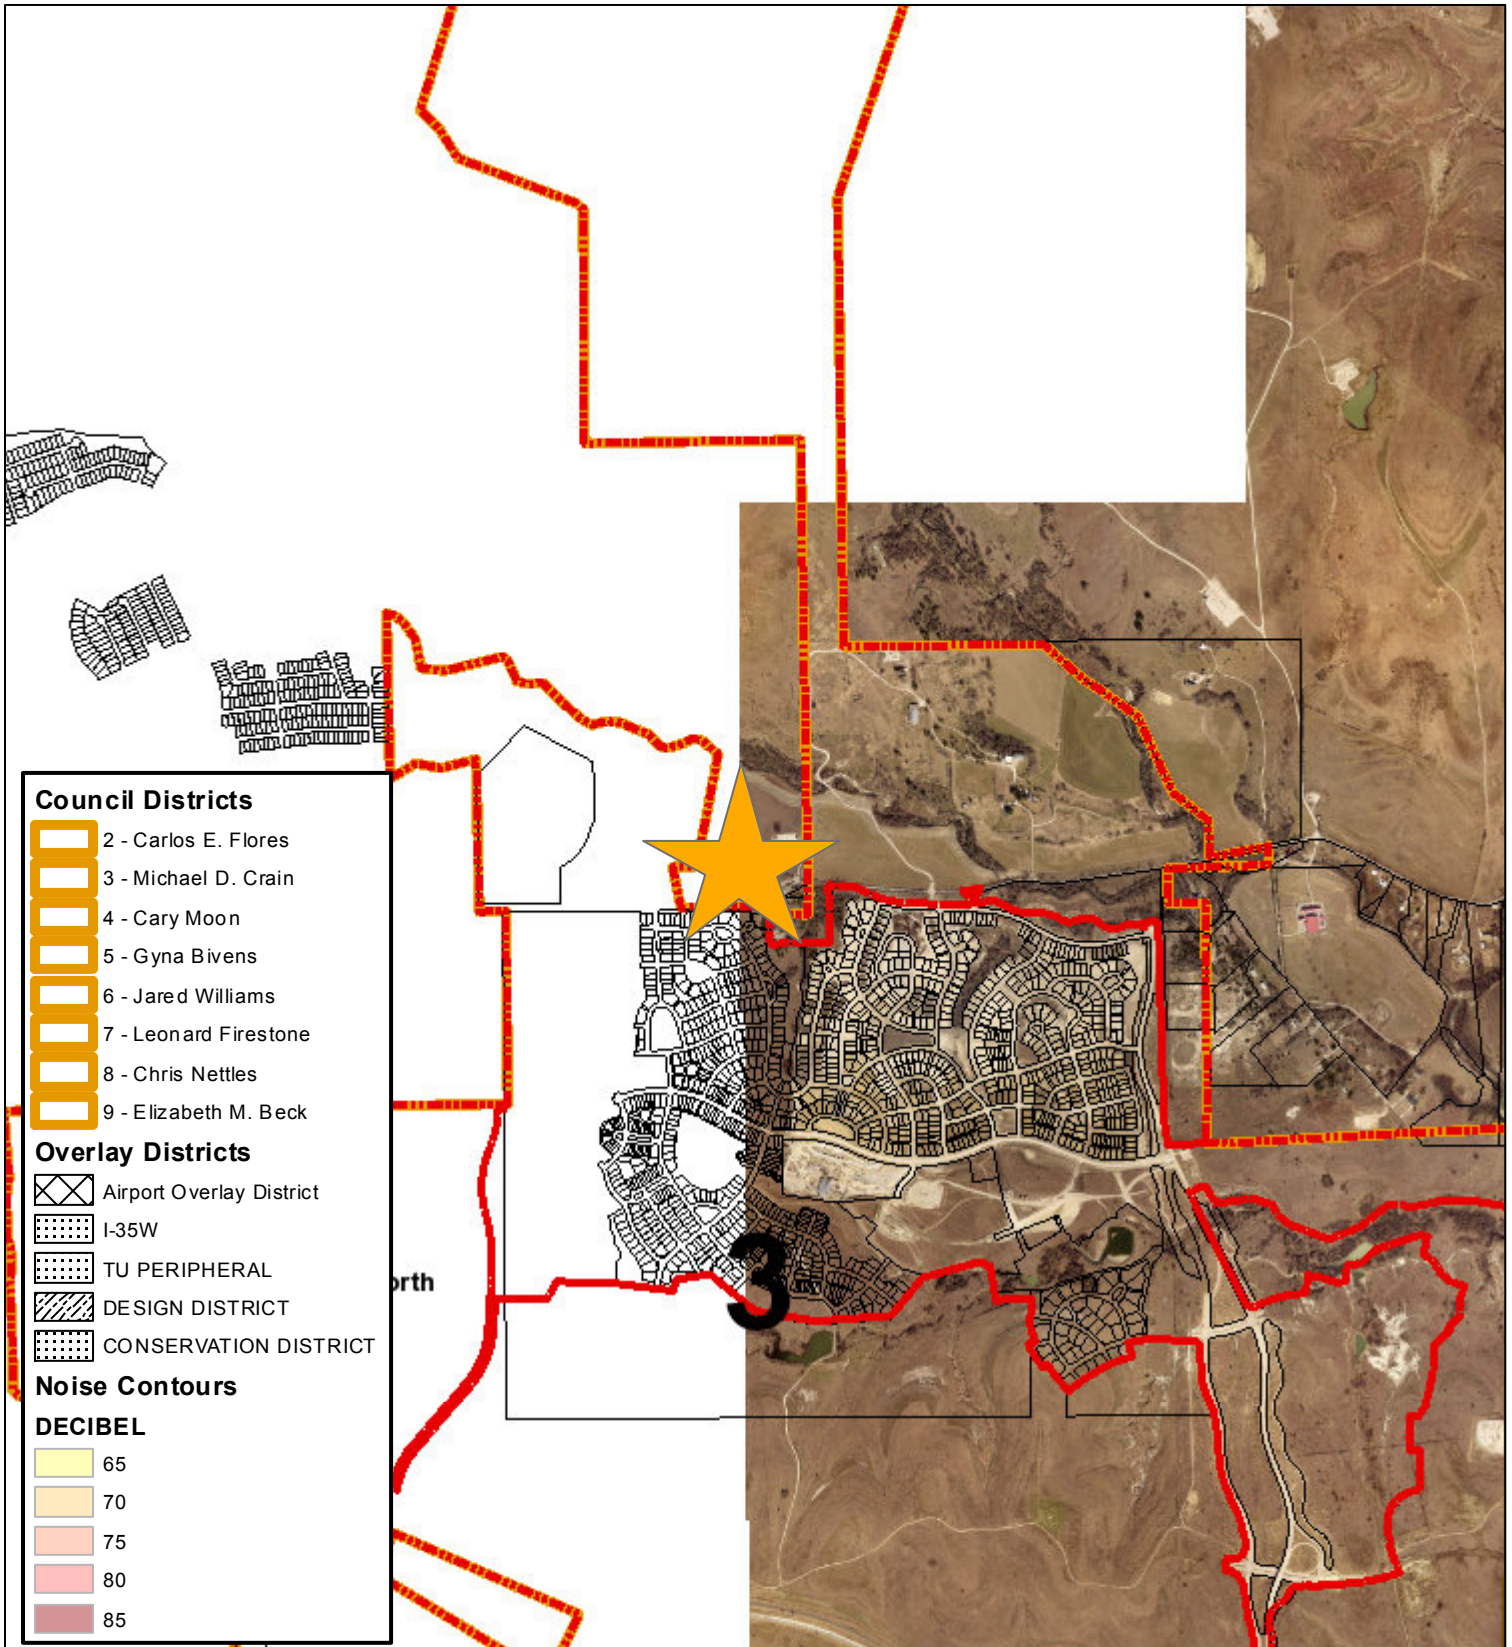 Council Districts
2 - Carlos E. Flores
3 - Michael D. Crain
4 - Cary Moon
5 - Gyna Bivens
6 - Jared Williams
7 - Leonard Firestone
8 - Chris Nettles
9 - Elizabeth M. Beck
Overlay Districts
Airport Overlay District
I-35W
TU PERIPHERAL
DESIGN DISTRICT
CONSERVATION DISTRICT
Noise Contours
DECIBEL
65
70
75
80
85
orth
3